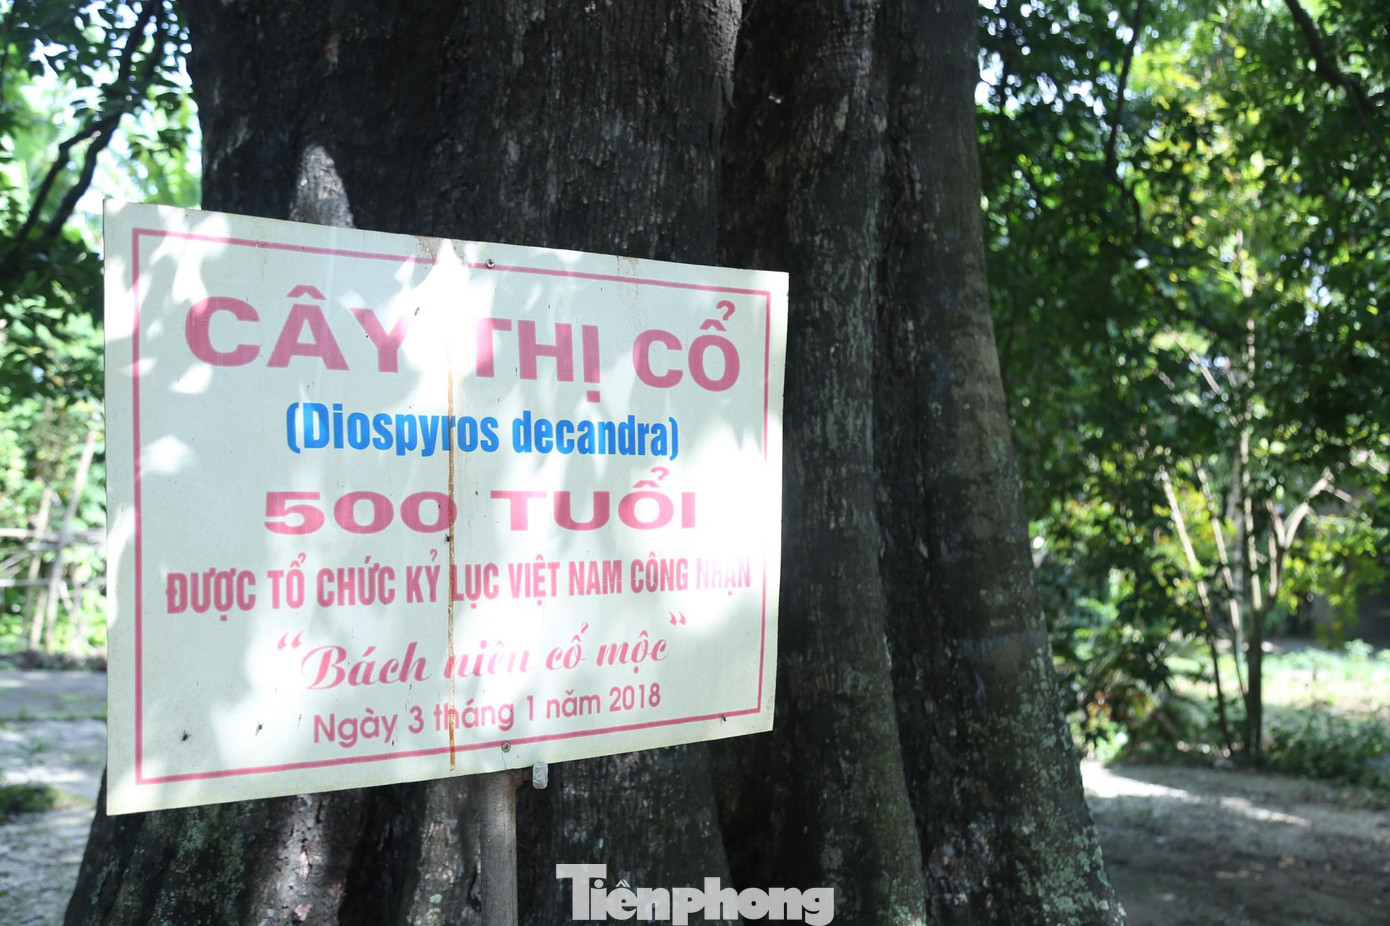 CÂY THỊ CỔ
(Diospyros decandra)
500 TUỔI
ĐƯỢC TỔ CHỨC KỶ LỤC VIỆT NAM CÔNG NHẬN
“Bách niên cổ mộc”
Ngày 3 tháng 1 năm 2018
Tiênphong